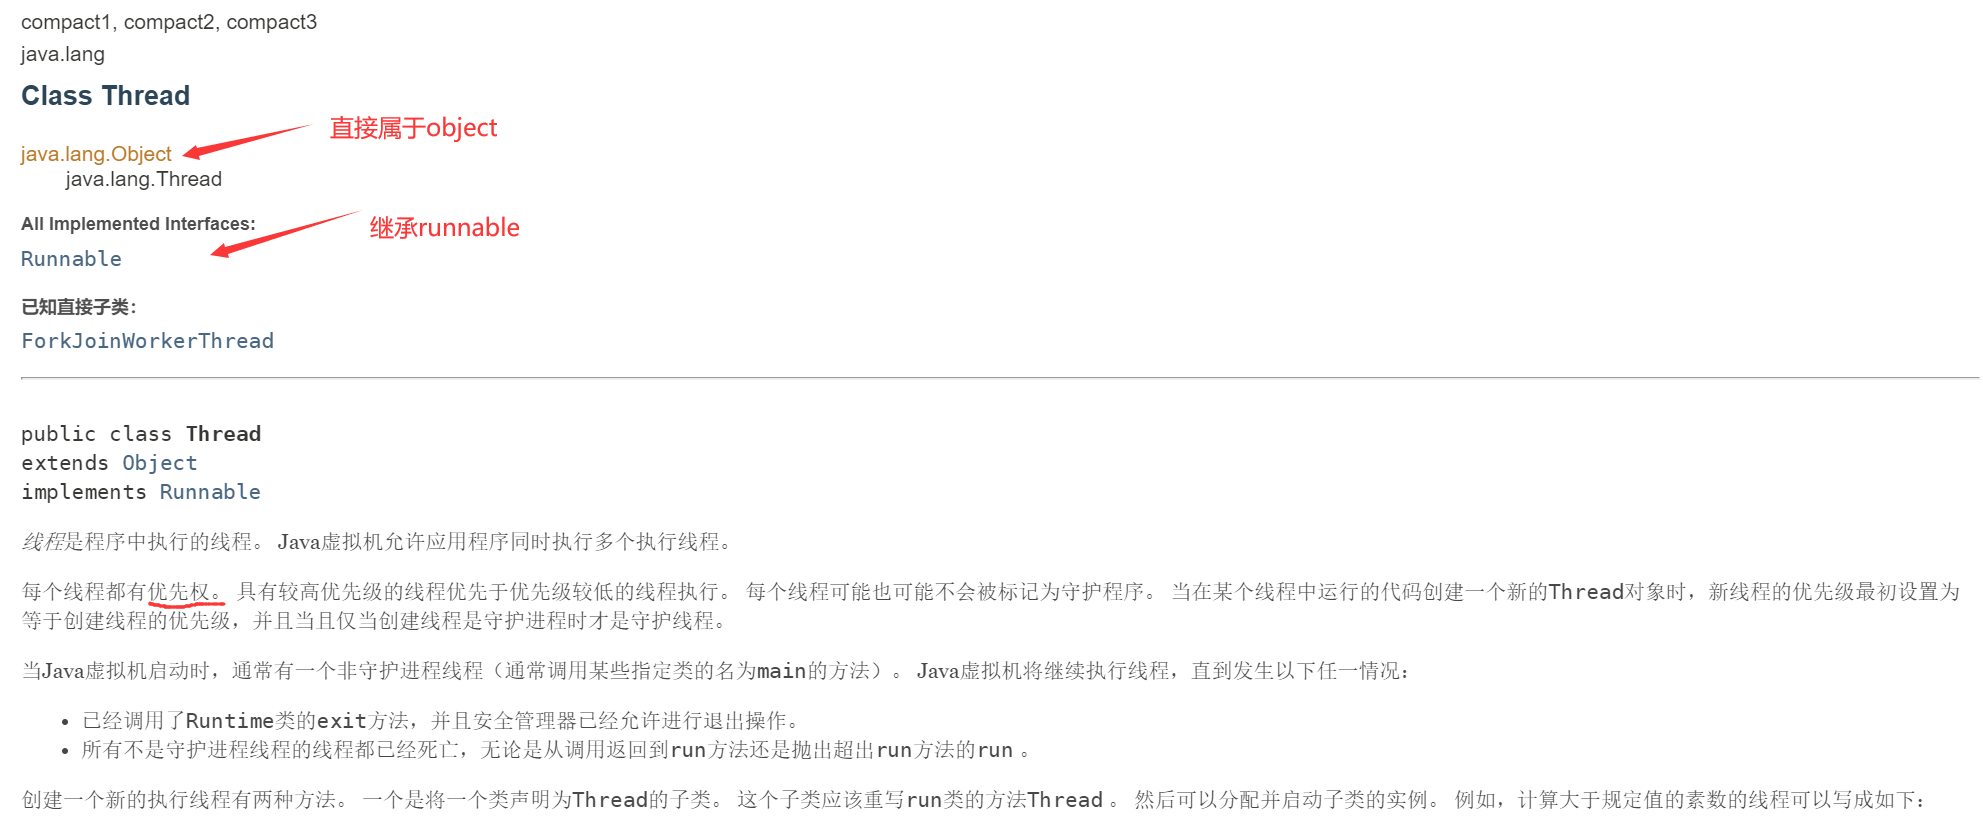 compact1, compact2, compact3
java.lang
Class Thread
直接属于object
java.lang.Object
java.lang.Thread
All Implemented Interfaces:
继承runnable
Runnable
已知直接子类：
ForkJoinWorkerThread
public class Thread
extends Object
implements Runnable
线程是程序中执行的线程。 Java虚拟机允许应用程序同时执行多个执行线程。
每个线程都有优先权。 具有较高优先级的线程优先于优先级较低的线程执行。 每个线程可能也可能不会被标记为守护程序。 当在某个线程中运行的代码创建一个新的Thread对象时，新线程的优先级最初设置为
等于创建线程的优先级，并且当且仅当创建线程是守护进程时才是守护线程。
当Java虚拟机启动时，通常有一个非守护进程线程（通常调用某些指定类的名为main的方法）。 Java虚拟机将继续执行线程，直到发生以下任一情况：
• 已经调用了Runtime类的exit方法，并且安全管理器已经允许进行退出操作。
• 所有不是守护进程线程的线程都已经死亡，无论是从调用返回到run方法还是抛出超出run方法的run 。
创建一个新的执行线程有两种方法。 一个是将一个类声明为Thread的子类。 这个子类应该重写run类的方法Thread 。 然后可以分配并启动子类的实例。 例如，计算大于规定值的素数的线程可以写成如下：